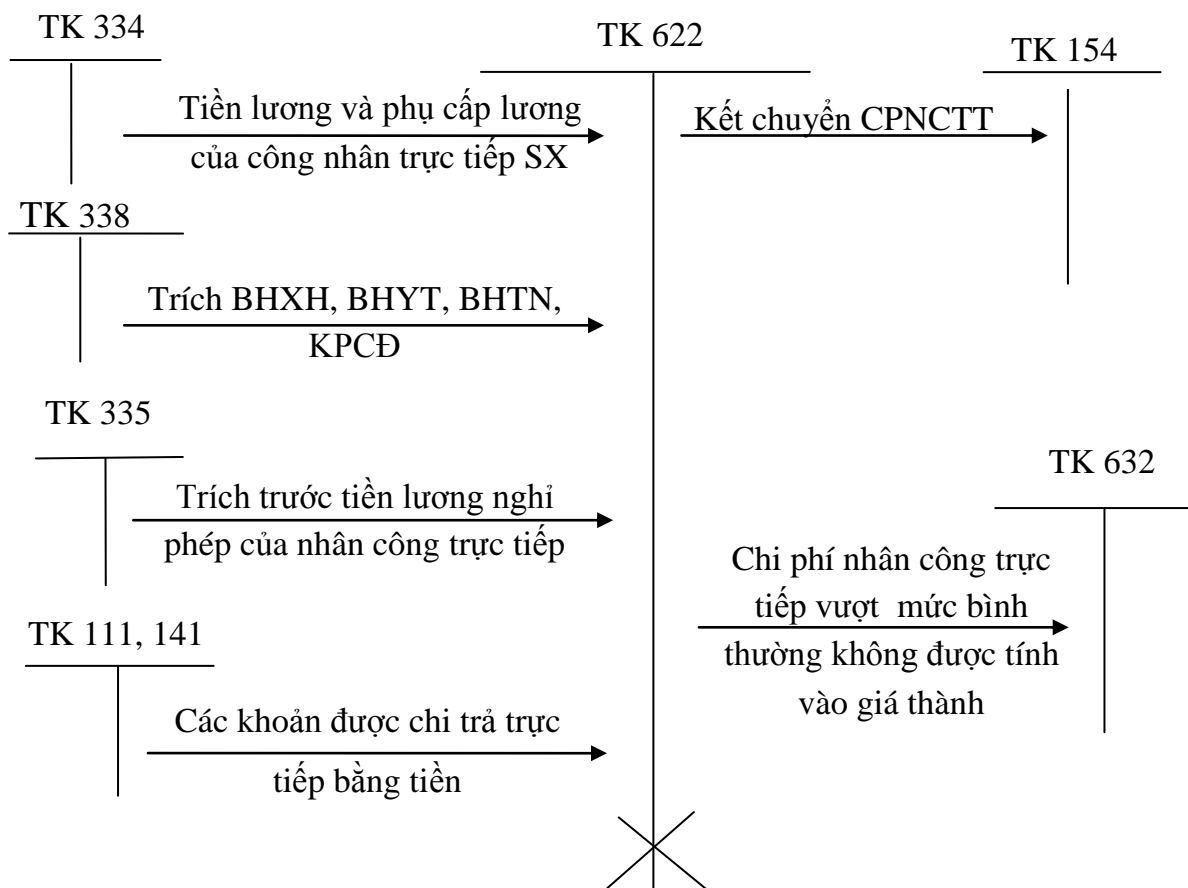 TK 334
TK 622
TK 154
Tiền lương và phụ cấp lương
của công nhân trực tiếp SX
Kết chuyển CPNCTT
TK 338
Trích BHXH, BHYT, BHTN,
KPCĐ
TK 335
Trích trước tiền lương nghỉ
phép của nhân công trực tiếp
TK 632
Chi phí nhân công trực
tiếp vượt mức bình
thường không được tính
vào giá thành
TK 111, 141
Các khoản được chi trả trực
tiếp bằng tiền